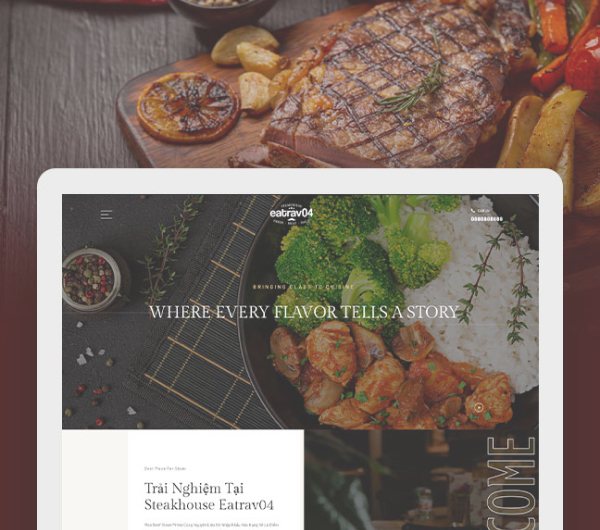 eatrav04
BRINGING CLASS TO CUISINE
WHERE EVERY FLAVOR TELLS A STORY
Trải Nghiệm Tại
Steakhouse Eatrav04
COME